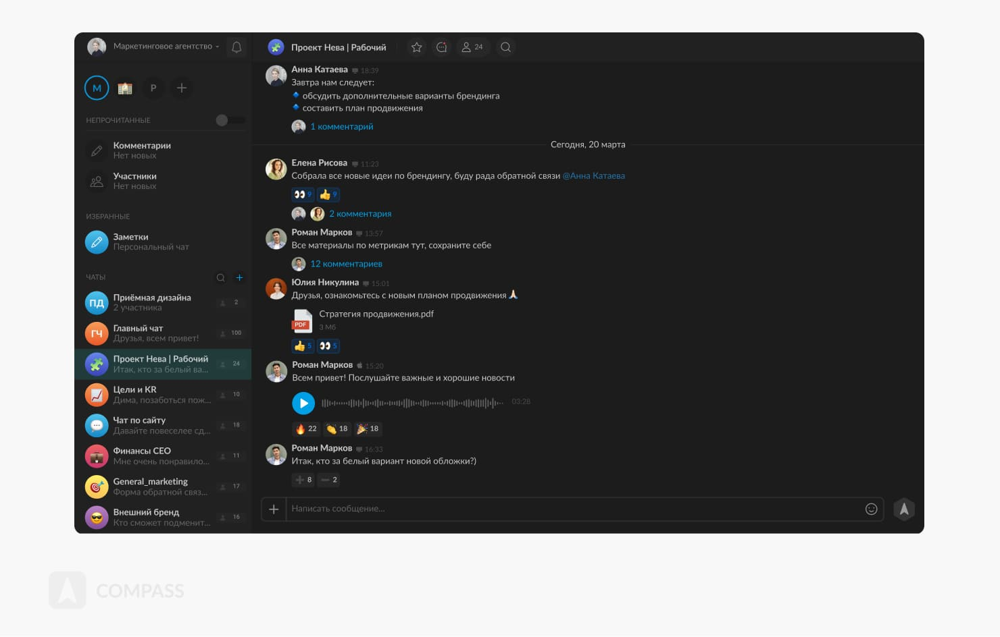 Маркетинговое агентство
М
Р
НЕПРОЧИТАННЫЕ
Комментарии
Нет новых
Участники
Нет новых
ИЗБРАННЫЕ
Заметки
Персональный чат
ЧАТЫ
ПД
Приёмная дизайна
2
2 участника
ГЧ
Главный чат
100
Друзья, всем привет!
Проект Нева | Рабочий
24
Итак, кто за белый ва...
Цели и KR
10
Дима, позаботься пож...
Чат по сайту
18
Давайте повеселее сд...
Финансы CEO
11
Мне очень понравило...
General_marketing
17
Форма обратной связ...
Внешний бренд
16
Кто сможет подменит...
Проект Нева | Рабочий
24
Анна Катаева 18:39
Завтра нам следует:
обсудить дополнительные варианты брендинга
составить план продвижения
1 комментарий
Сегодня, 20 марта
Елена Рисова 11:23
Собрала все новые идеи по брендингу, буду рада обратной связи @Анна Катаева
9 9
2 комментария
Роман Марков 13:57
Все материалы по метрикам тут, сохраните себе
12 комментариев
Юлия Никулина 15:01
Друзья, ознакомьтесь с новым планом продвижения
Стратегия продвижения.pdf
PDF
3 Мб
5 5
Роман Марков 15:20
Всем привет! Послушайте важные и хорошие новости
03:28
22 18 18
Роман Марков 16:33
Итак, кто за белый вариант новой обложки?)
8 2
Написать сообщение...
COMPASS